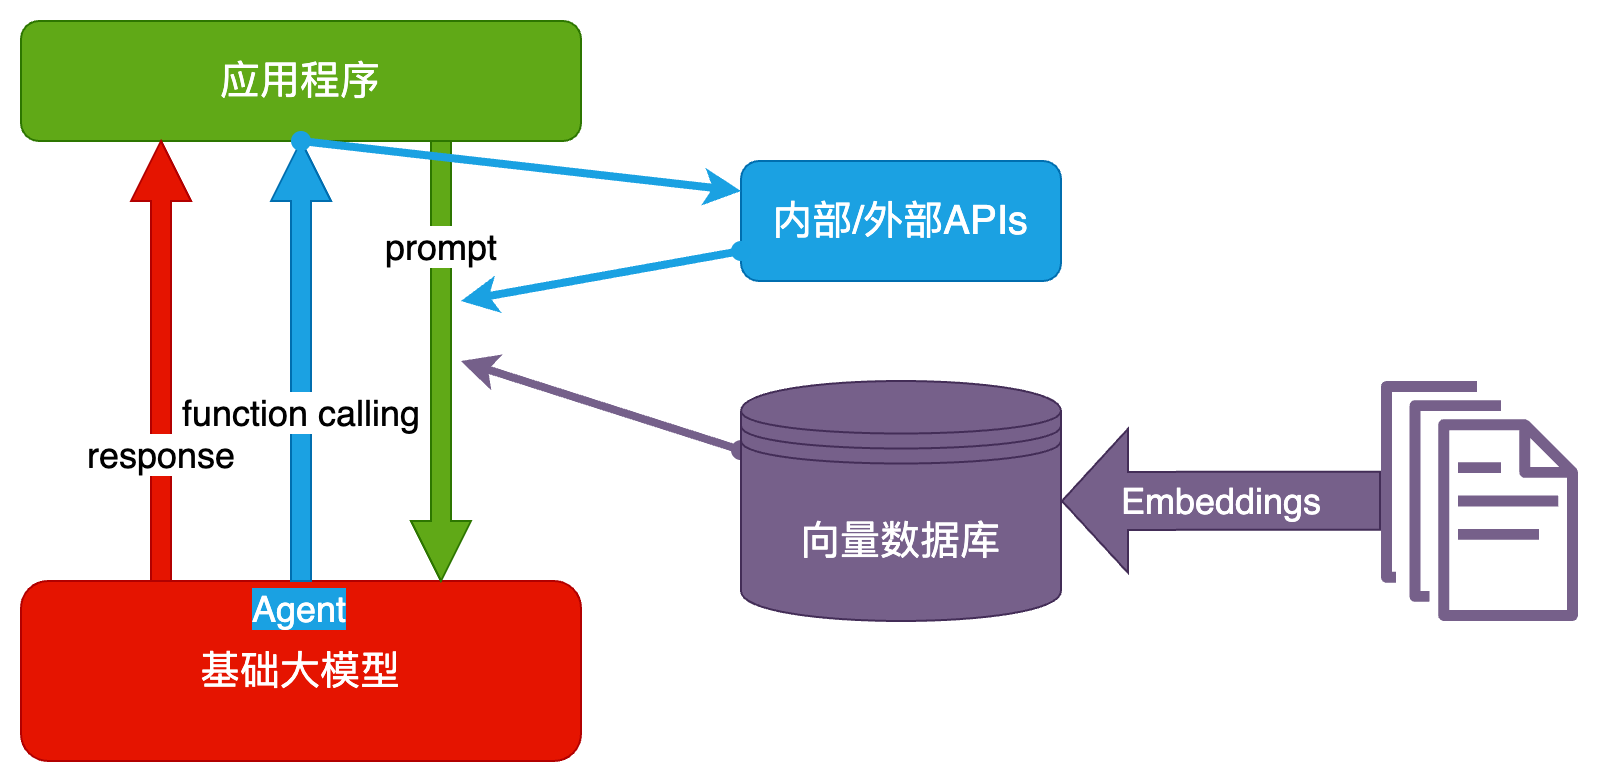 应用程序
内部/外部APIs
prompt
function calling
response
Embeddings
向量数据库
Agent
基础大模型